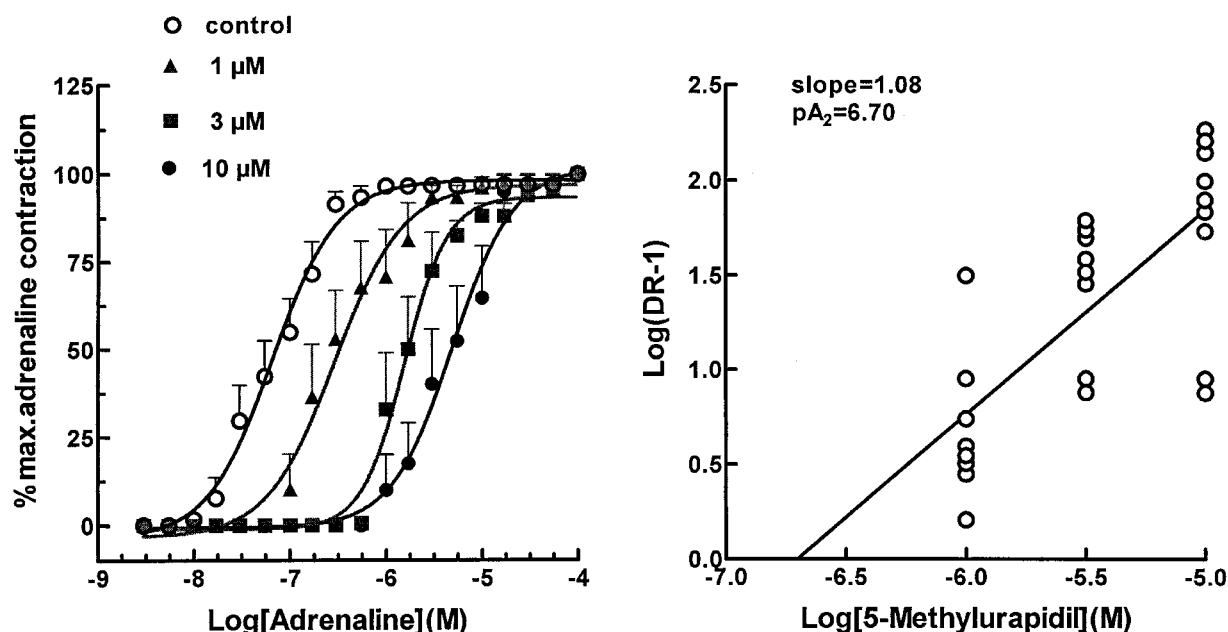 control
1 µM
3 µM
10 µM
125
100
75
50
25
0
% max.adrenaline contraction
-9 -8 -7 -6 -5 -4
Log[Adrenaline](M)
slope=1.08
pA2=6.70
2.5
2.0
1.5
1.0
0.5
0.0
Log(DR-1)
-7.0 -6.5 -6.0 -5.5 -5.0
Log[5-Methylurapidil](M)